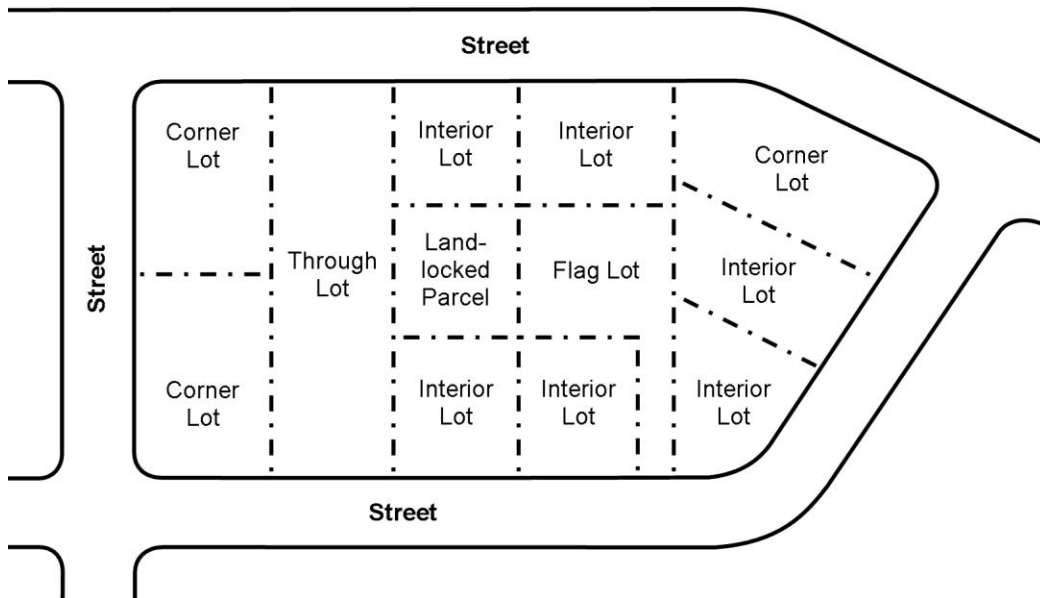 Street
Corner
Lot
Interior
Lot
Interior
Lot
Corner
Lot
Street
Through
Lot
Land-
locked
Parcel
Flag Lot
Interior
Lot
Corner
Lot
Interior
Lot
Interior
Lot
Interior
Lot
Street